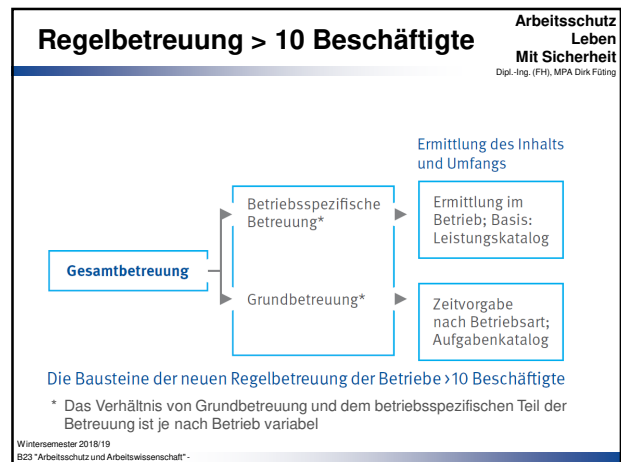 Regelbetreuung > 10 Beschäftigte
Arbeitsschutz
Leben
Mit Sicherheit
Dipl.-Ing. (FH), MPA Dirk Füting
Ermittlung des Inhalts
und Umfangs
Betriebsspezifische
Betreuung*
Ermittlung im
Betrieb; Basis:
Leistungskatalog
Gesamtbetreuung
Grundbetreuung*
Zeitvorgabe
nach Betriebsart;
Aufgabenkatalog
Die Bausteine der neuen Regelbetreuung der Betriebe >10 Beschäftigte
* Das Verhältnis von Grundbetreuung und dem betriebsspezifischen Teil der
Betreuung ist je nach Betrieb variabel
Wintersemester 2018/19
B23 "Arbeitsschutz und Arbeitswissenschaft" -